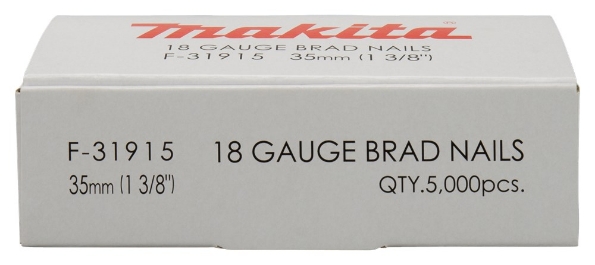 makita®
18 GAUGE BRAD NAILS
F-31915 35mm (1 3/8")
F-31915 18 GAUGE BRAD NAILS
35mm (1 3/8") QTY.5,000pcs.